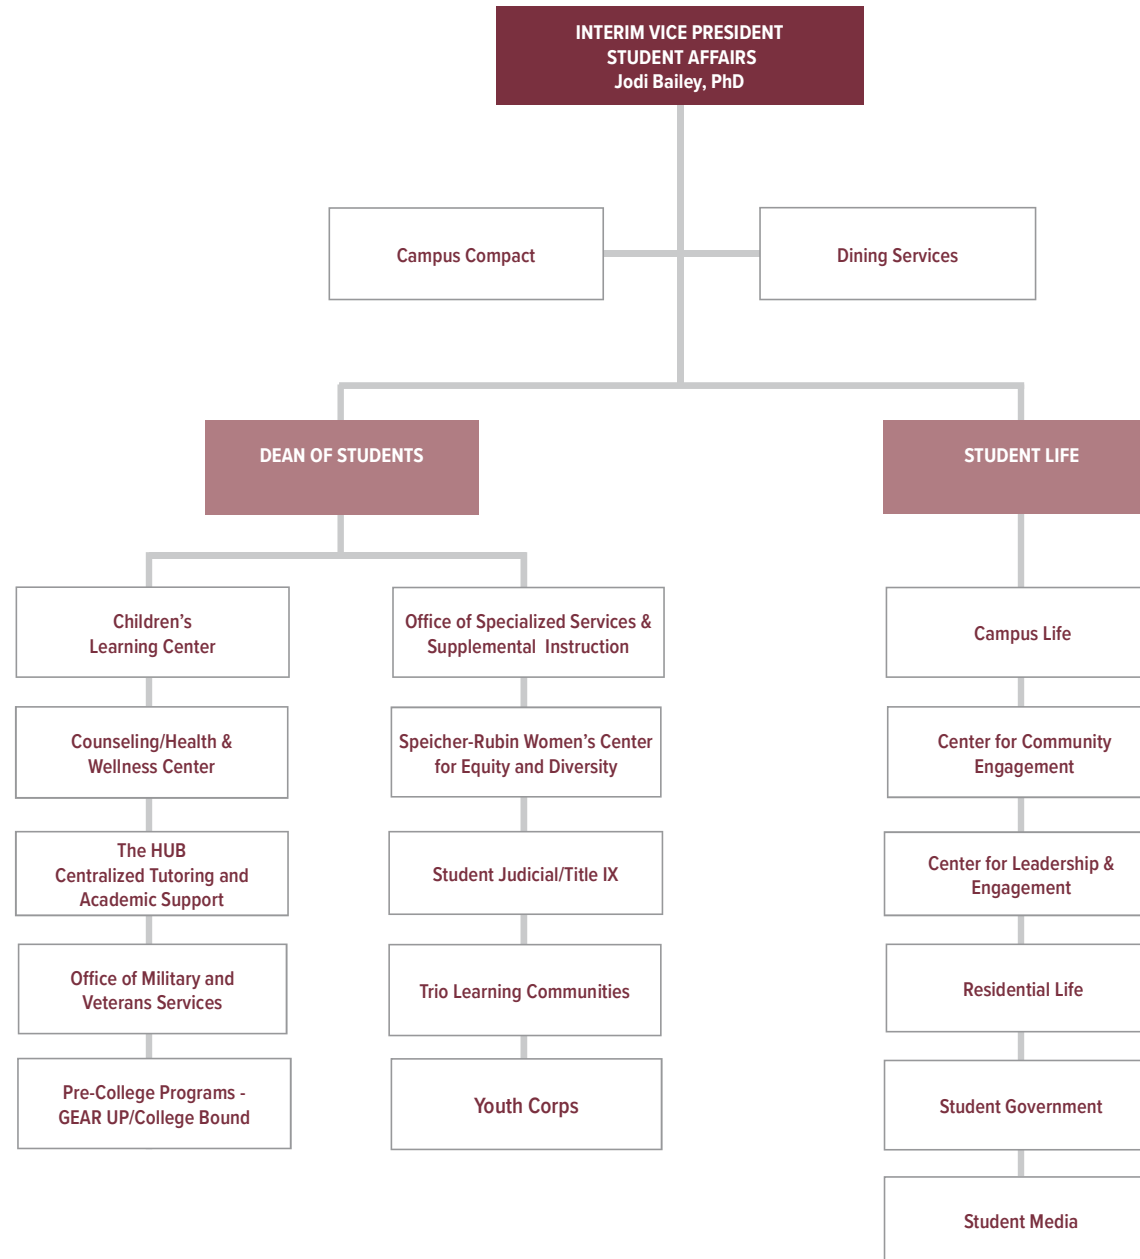 INTERIM VICE PRESIDENT
STUDENT AFFAIRS
Jodi Bailey, PhD
Campus Compact
Dining Services
DEAN OF STUDENTS
STUDENT LIFE
Children's
Learning Center
Office of Specialized Services &
Supplemental Instruction
Campus Life
Counseling/Health &
Wellness Center
Speicher-Rubin Women's Center
for Equity and Diversity
Center for Community
Engagement
The HUB
Centralized Tutoring and
Academic Support
Student Judicial/Title IX
Center for Leadership &
Engagement
Office of Military and
Veterans Services
Trio Learning Communities
Residential Life
Pre-College Programs -
GEAR UP/College Bound
Youth Corps
Student Government
Student Media